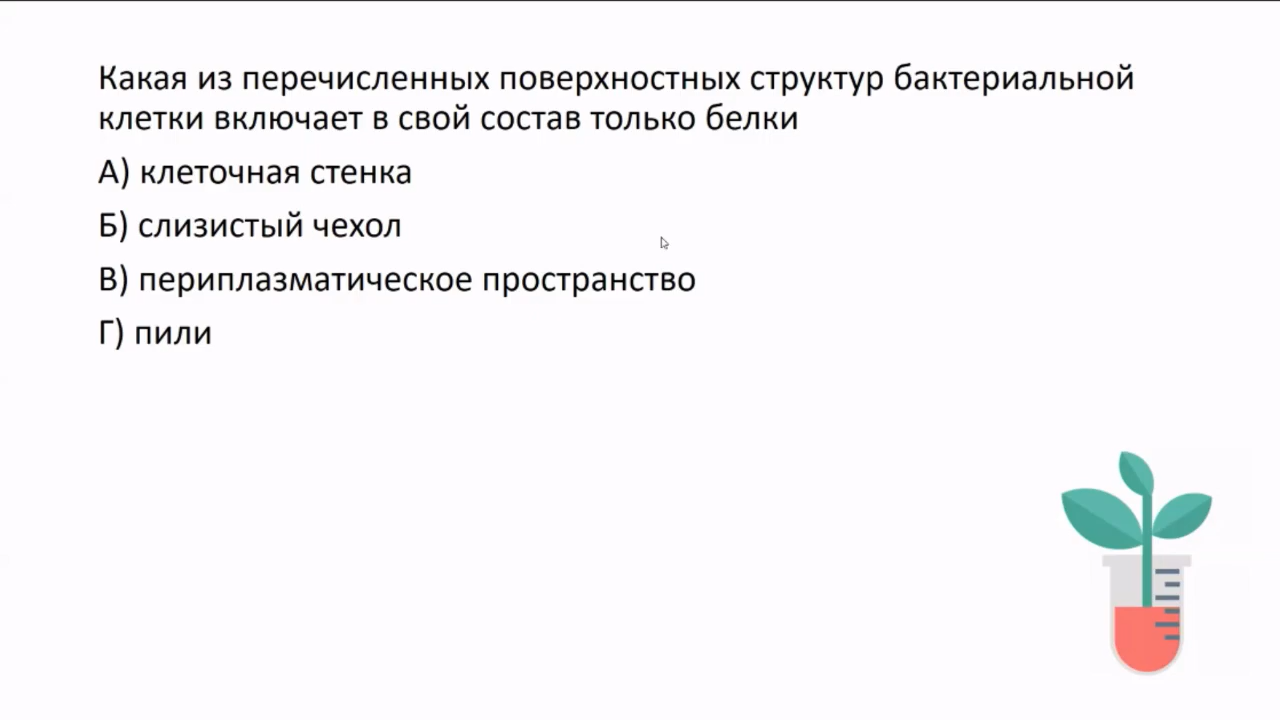 Какая из перечисленных поверхностных структур бактериальной
клетки включает в свой состав только белки
А) клеточная стенка
Б) слизистый чехол
В) периплазматическое пространство
Г) пили